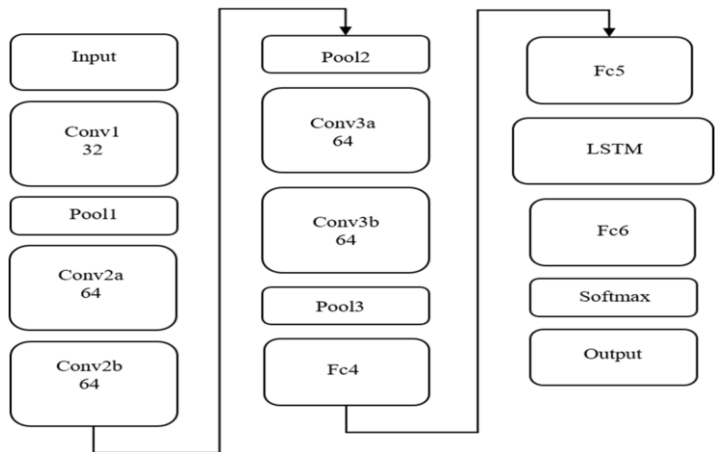 Input
Conv1
32
Pool1
Conv2a
64
Conv2b
64
Pool2
Conv3a
64
Conv3b
64
Pool3
Fc4
Fc5
LSTM
Fc6
Softmax
Output